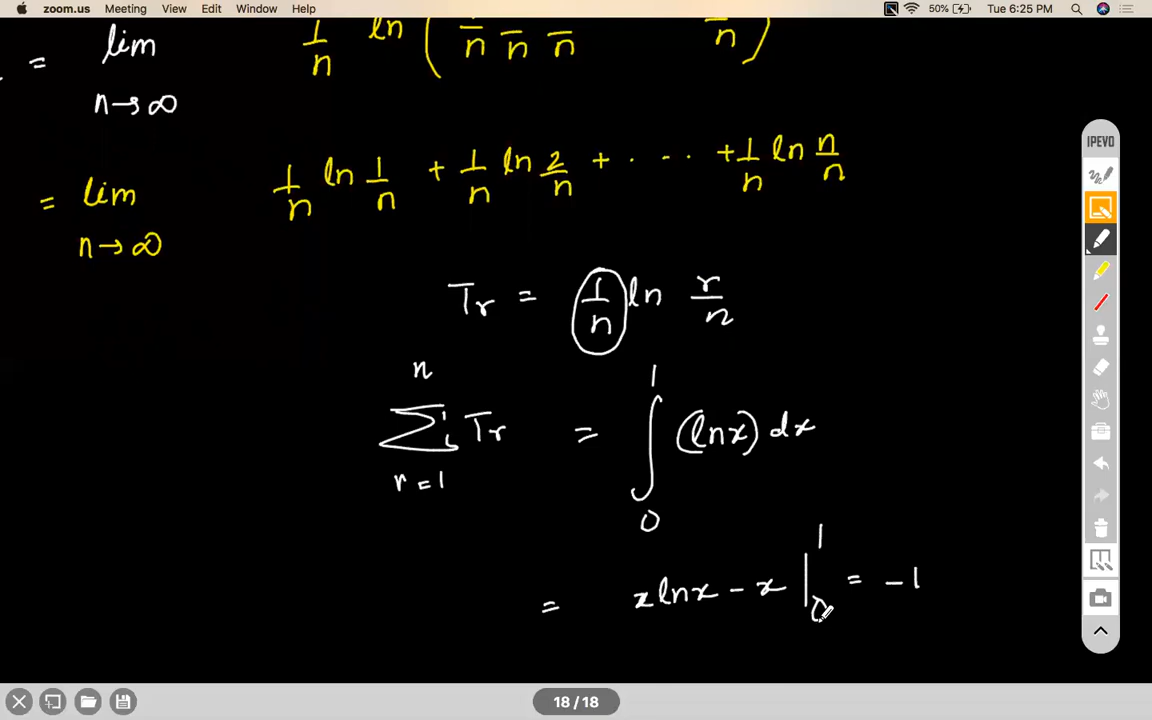 zoom.us Meeting View Edit Window Help 50% Tue 6:25 PM
= lim n→∞ 1/n ln ( /n /n /n /n )
= lim n→∞ 1/n ln 1/n + 1/n ln 2/n + · · · · + 1/n ln n/n
IPEVO
Tr = 1/n ln r/n
n ∑ r=1 Tr = ∫ 0 1 (ln x) dx
= x ln x − x | 0 1 = −1
18 / 18